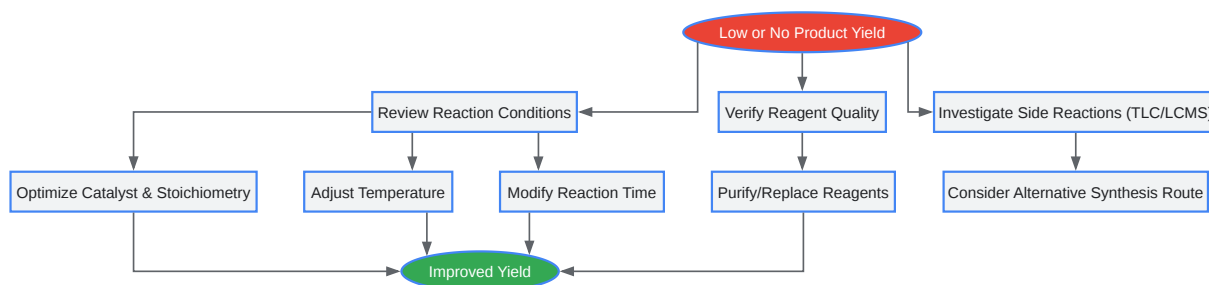 Low or No Product Yield
Review Reaction Conditions
Verify Reagent Quality
Investigate Side Reactions (TLC/LCMS)
Optimize Catalyst & Stoichiometry
Adjust Temperature
Modify Reaction Time
Purify/Replace Reagents
Consider Alternative Synthesis Route
Improved Yield